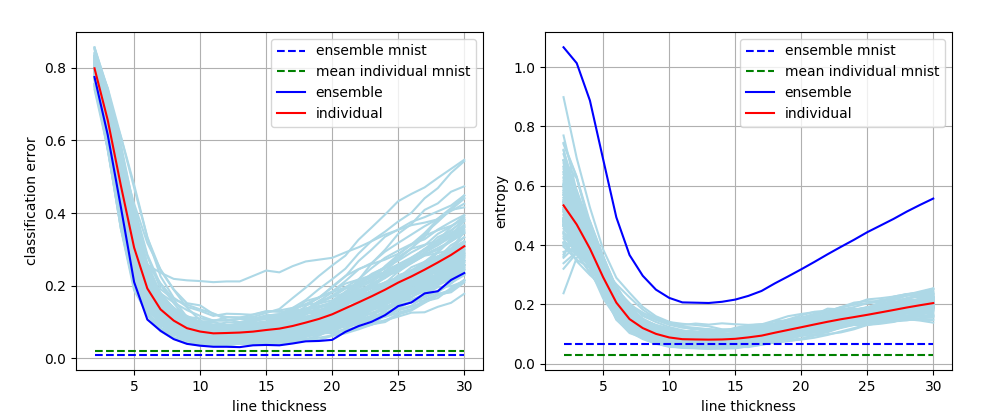 ensemble mnist
mean individual mnist
ensemble
individual
classification error
0.8
0.6
0.4
0.2
0.0
5 10 15 20 25 30
line thickness
ensemble mnist
mean individual mnist
ensemble
individual
entropy
1.0
0.8
0.6
0.4
0.2
0.0
5 10 15 20 25 30
line thickness